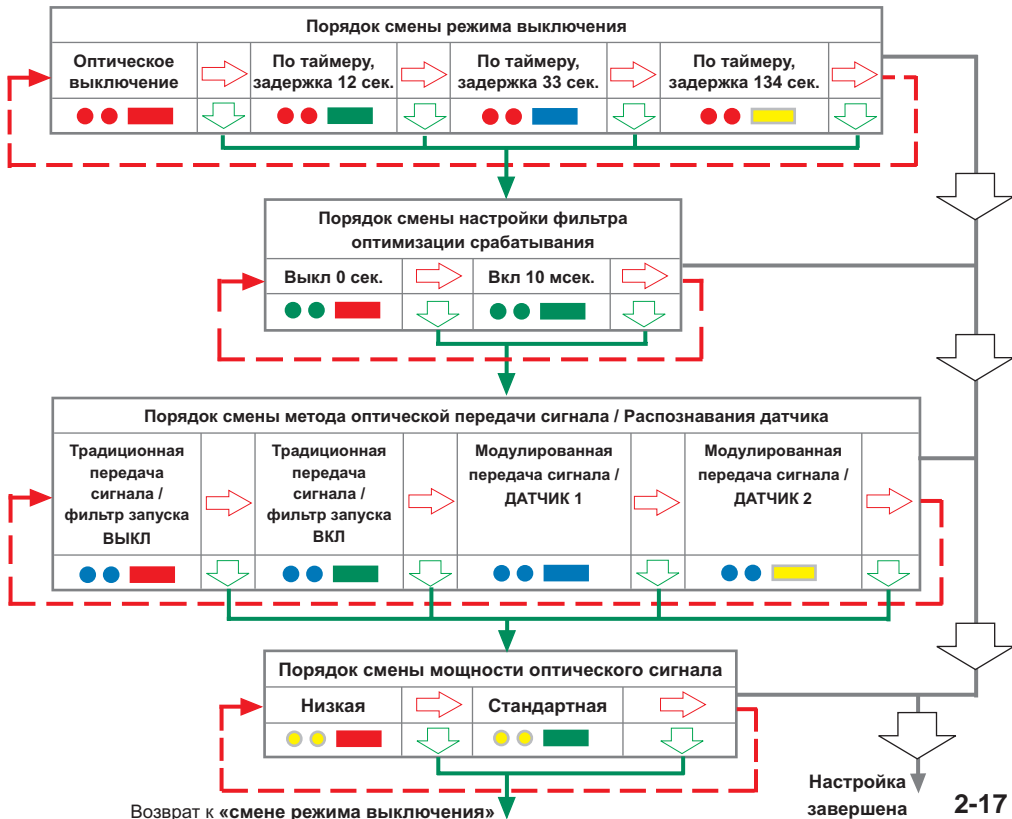 Порядок смены режима выключения
Оптическое
выключение
По таймеру,
задержка 12 сек.
По таймеру,
задержка 33 сек.
По таймеру,
задержка 134 сек.
Порядок смены настройки фильтра
оптимизации срабатывания
Выкл 0 сек.
Вкл 10 мсек.
Порядок смены метода оптической передачи сигнала / Распознавания датчика
Традиционная
передача
сигнала /
фильтр запуска
ВЫКЛ
Традиционная
передача
сигнала /
фильтр запуска
ВКЛ
Модулированная
передача сигнала /
ДАТЧИК 1
Модулированная
передача сигнала /
ДАТЧИК 2
Порядок смены мощности оптического сигнала
Низкая
Стандартная
Возврат к «смене режима выключения»
Настройка
завершена
2-17